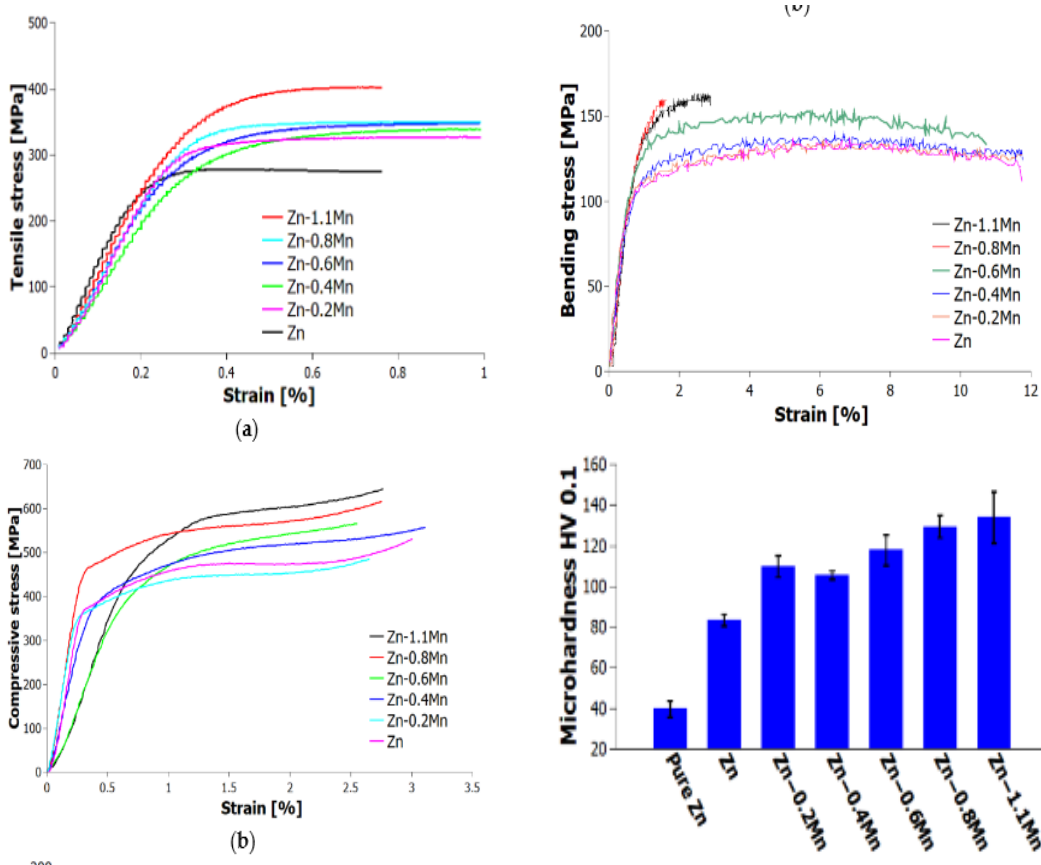 500
400
300
200
100
0
Tensile stress [MPa]
Zn-1.1Mn
Zn-0.8Mn
Zn-0.6Mn
Zn-0.4Mn
Zn-0.2Mn
Zn
0 0.2 0.4 0.6 0.8 1
Strain [%]
(a)
(b)
200
150
100
50
0
Bending stress [MPa]
Zn-1.1Mn
Zn-0.8Mn
Zn-0.6Mn
Zn-0.4Mn
Zn-0.2Mn
Zn
0 2 4 6 8 10 12
Strain [%]
700
600
500
400
300
200
100
0
Compressive stress [MPa]
Zn-1.1Mn
Zn-0.8Mn
Zn-0.6Mn
Zn-0.4Mn
Zn-0.2Mn
Zn
0 0.5 1 1.5 2 2.5 3 3.5
Strain [%]
(b)
160
140
120
100
80
60
40
20
Microhardness HV 0.1
Pure Zn
Zn
Zn–0.2Mn
Zn–0.4Mn
Zn–0.6Mn
Zn–0.8Mn
Zn–1.1Mn